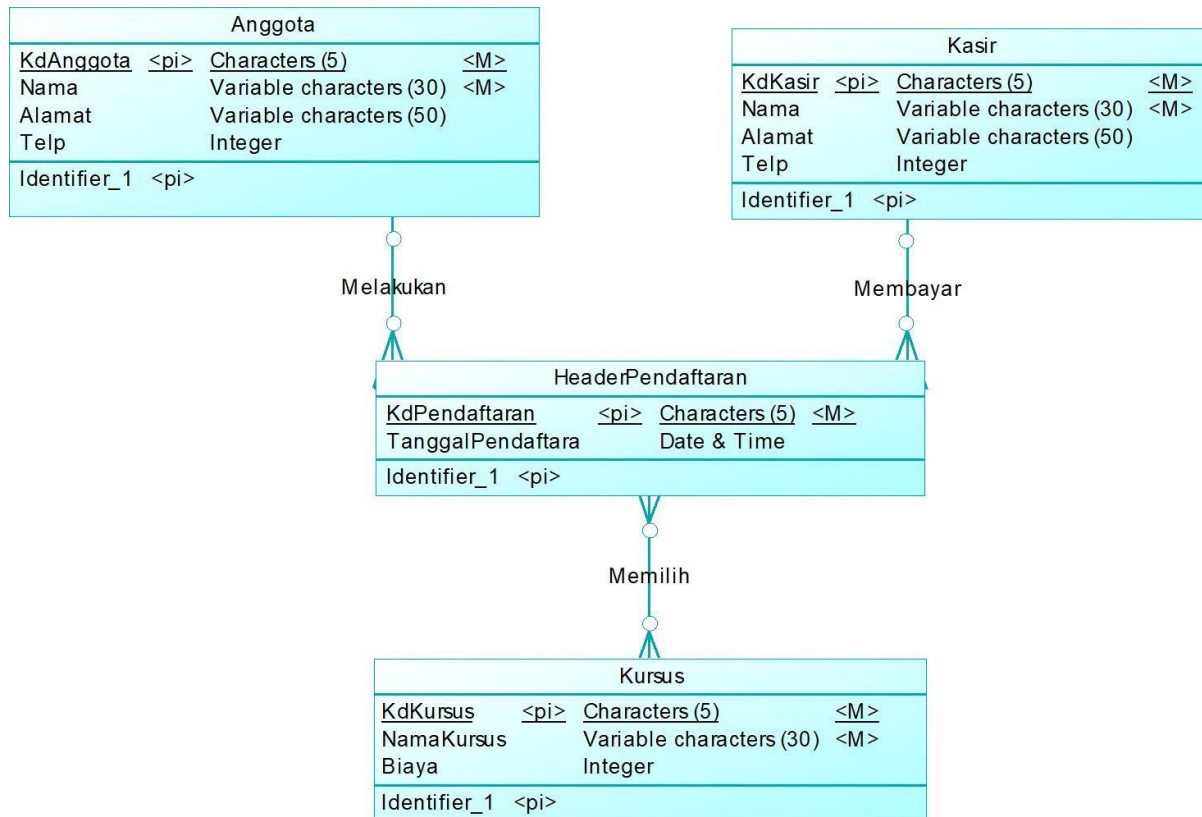 Anggota
KdAnggota <pi> Characters (5) <M>
Nama Variable characters (30) <M>
Alamat Variable characters (50)
Telp Integer
Identifier_1 <pi>
Kasir
KdKasir <pi> Characters (5) <M>
Nama Variable characters (30) <M>
Alamat Variable characters (50)
Telp Integer
Identifier_1 <pi>
Melakukan
Membayar
HeaderPendaftaran
KdPendaftaran <pi> Characters (5) <M>
TanggalPendaftara Date & Time
Identifier_1 <pi>
Memilih
Kursus
KdKursus <pi> Characters (5) <M>
NamaKursus Variable characters (30) <M>
Biaya Integer
Identifier_1 <pi>